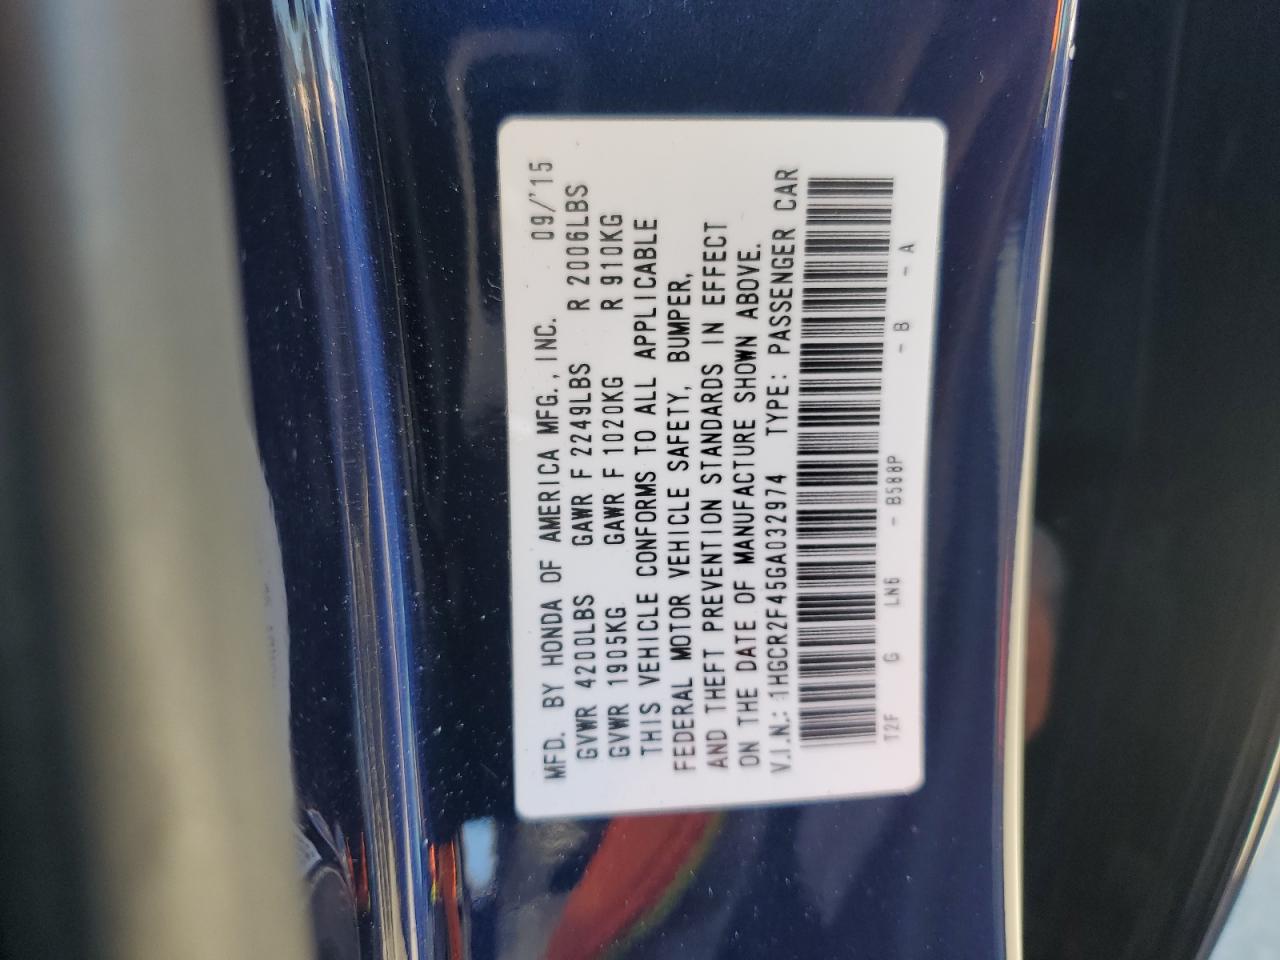 MFD. BY HONDA OF AMERICA MFG., INC. 09/'15
GVWR 4200LBS GAWR F 2249LBS R 2006LBS
GVWR 1905KG GAWR F 1020KG R 910KG
THIS VEHICLE CONFORMS TO ALL APPLICABLE
FEDERAL MOTOR VEHICLE SAFETY, BUMPER,
AND THEFT PREVENTION STANDARDS IN EFFECT
ON THE DATE OF MANUFACTURE SHOWN ABOVE.
V.I.N.: 1HGCR2F45GA032974 TYPE: PASSENGER CAR
T2F G LN6 - B588P - B - A